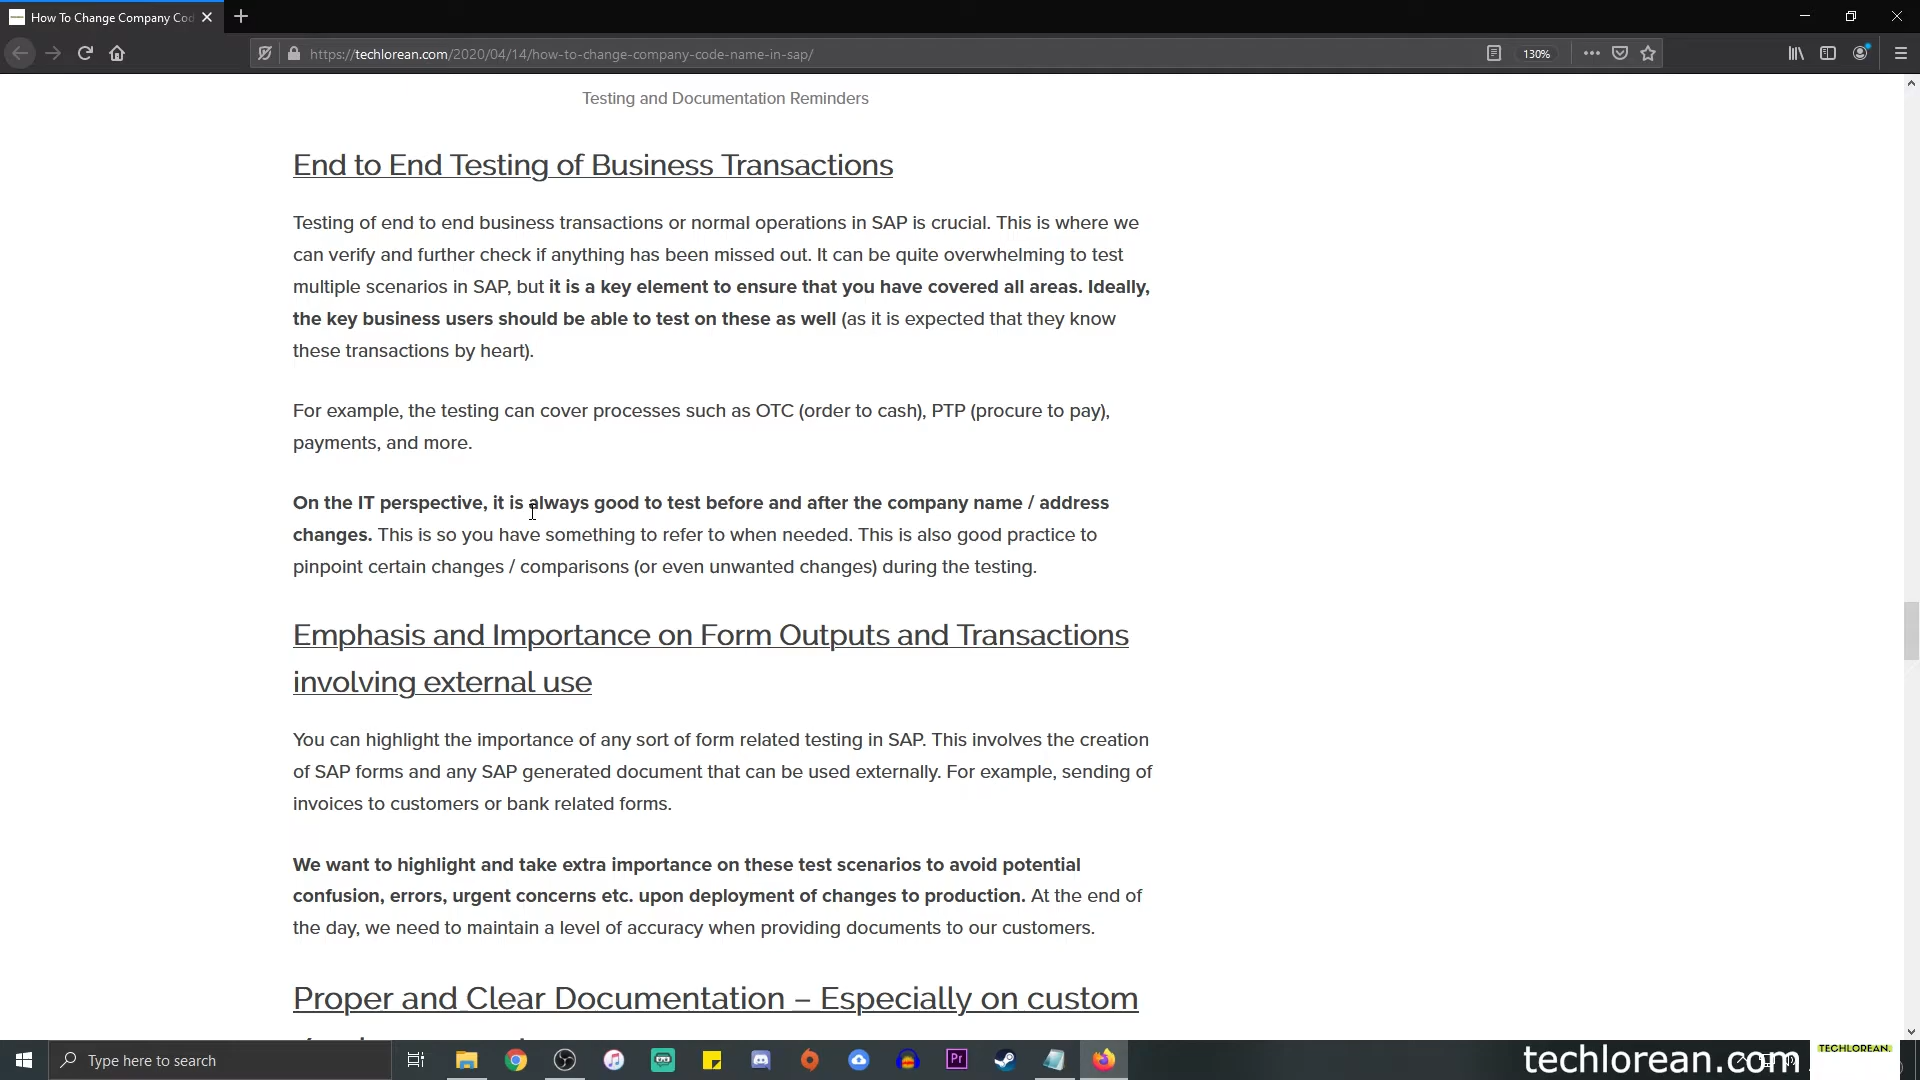 How To Change Company Cod
https://techlorean.com/2020/04/14/how-to-change-company-code-name-in-sap/
130%
Testing and Documentation Reminders
End to End Testing of Business Transactions
Testing of end to end business transactions or normal operations in SAP is crucial. This is where we
can verify and further check if anything has been missed out. It can be quite overwhelming to test
multiple scenarios in SAP, but it is a key element to ensure that you have covered all areas. Ideally,
the key business users should be able to test on these as well (as it is expected that they know
these transactions by heart).
For example, the testing can cover processes such as OTC (order to cash), PTP (procure to pay),
payments, and more.
On the IT perspective, it is always good to test before and after the company name / address
changes. This is so you have something to refer to when needed. This is also good practice to
pinpoint certain changes / comparisons (or even unwanted changes) during the testing.
Emphasis and Importance on Form Outputs and Transactions
involving external use
You can highlight the importance of any sort of form related testing in SAP. This involves the creation
of SAP forms and any SAP generated document that can be used externally. For example, sending of
invoices to customers or bank related forms.
We want to highlight and take extra importance on these test scenarios to avoid potential
confusion, errors, urgent concerns etc. upon deployment of changes to production. At the end of
the day, we need to maintain a level of accuracy when providing documents to our customers.
Proper and Clear Documentation – Especially on custom
Type here to search
Pr
techlorean.com
TECHLOREAN.